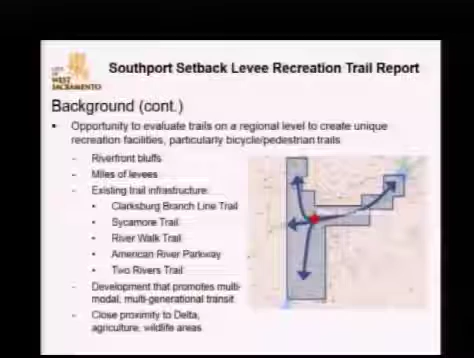 CITY
OF
WEST
SACRAMENTO
Southport Setback Levee Recreation Trail Report
Background (cont.)
• Opportunity to evaluate trails on a regional level to create unique
recreation facilities, particularly bicycle/pedestrian trails
- Riverfront bluffs
- Miles of levees
- Existing trail infrastructure:
• Clarksburg Branch Line Trail
• Sycamore Trail
• River Walk Trail
• American River Parkway
• Two Rivers Trail
- Development that promotes multi-
modal, multi-generational transit
- Close proximity to Delta,
agriculture, wildlife areas